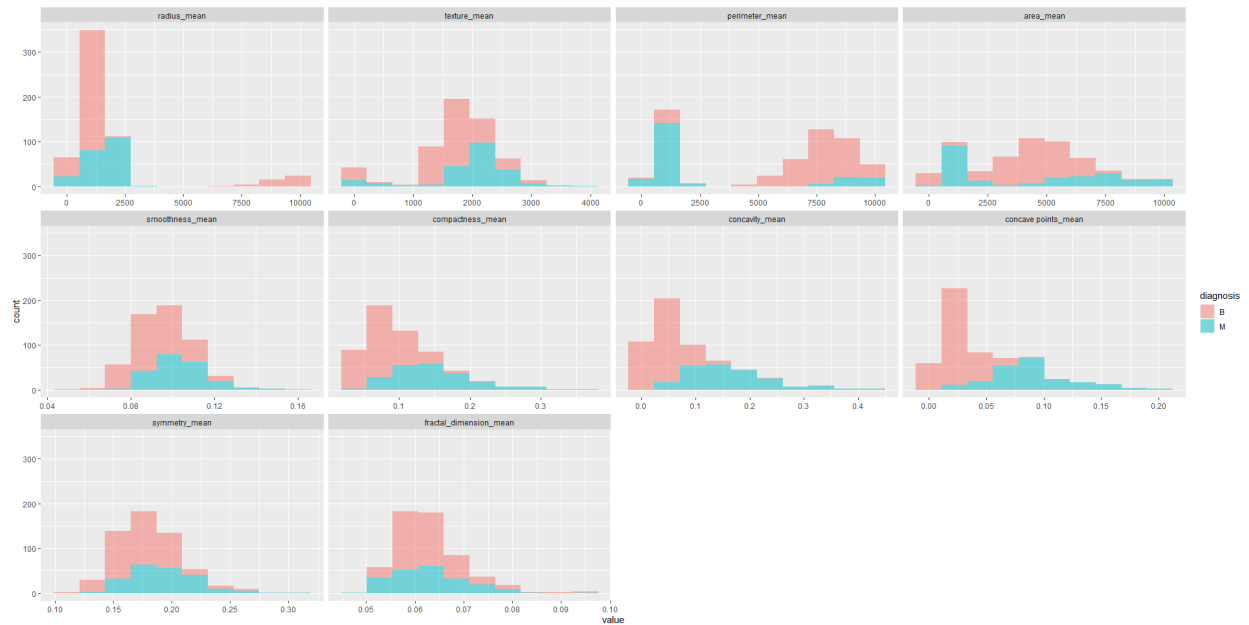 radius_mean texture_mean perimeter_mean area_mean
300
200
100
0
0 2500 5000 7500 10000 0 1000 2000 3000 4000 0 2500 5000 7500 10000 0 2500 5000 7500 10000
smoothness_mean compactness_mean concavity_mean concave points_mean
300
200
100
0
0.04 0.08 0.12 0.16 0.1 0.2 0.3 0.0 0.1 0.2 0.3 0.4 0.00 0.05 0.10 0.15 0.20
symmetry_mean fractal_dimension_mean
300
200
100
0
0.10 0.15 0.20 0.25 0.30 0.05 0.06 0.07 0.08 0.09 0.10
value
count
diagnosis
B
M